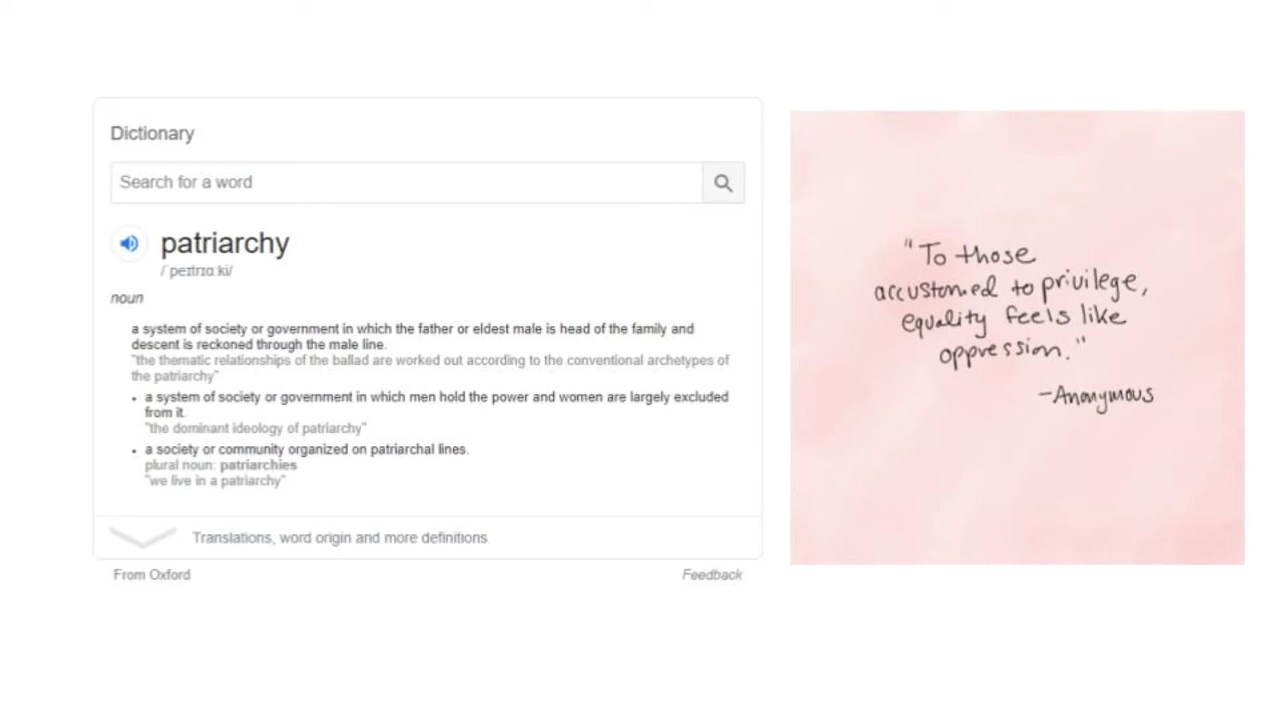 Dictionary
Search for a word
patriarchy
/ˈpeɪtrɪɑːki/
noun
a system of society or government in which the father or eldest male is head of the family and
descent is reckoned through the male line.
"the thematic relationships of the ballad are worked out according to the conventional archetypes of
the patriarchy"
• a system of society or government in which men hold the power and women are largely excluded
from it.
"the dominant ideology of patriarchy"
• a society or community organized on patriarchal lines.
plural noun: patriarchies
"we live in a patriarchy"
Translations, word origin and more definitions
From Oxford
Feedback
"To those
accustomed to privilege,
equality feels like
oppression."
-Anonymous